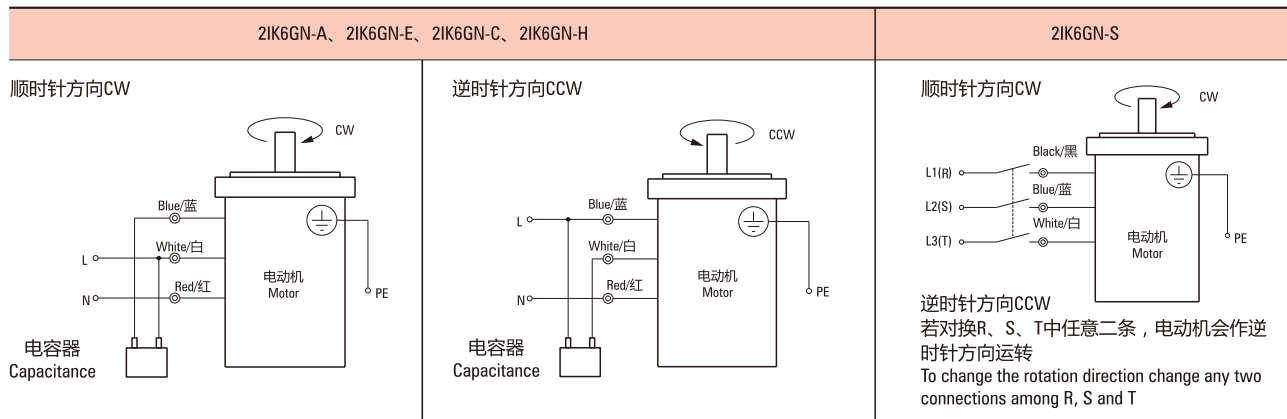 2IK6GN-A、2IK6GN-E、2IK6GN-C、2IK6GN-H
顺时针方向CW
CW
Blue/蓝
White/白
L
Red/红
N
电动机
Motor
PE
电容器
Capacitance
逆时针方向CCW
CCW
Blue/蓝
L
White/白
Red/红
N
电动机
Motor
PE
电容器
Capacitance
2IK6GN-S
顺时针方向CW
CW
Black/黑
L1(R)
Blue/蓝
L2(S)
White/白
L3(T)
电动机
Motor
PE
逆时针方向CCW
若对换R、S、T中任意二条，电动机会作逆
时针方向运转
To change the rotation direction change any two
connections among R, S and T